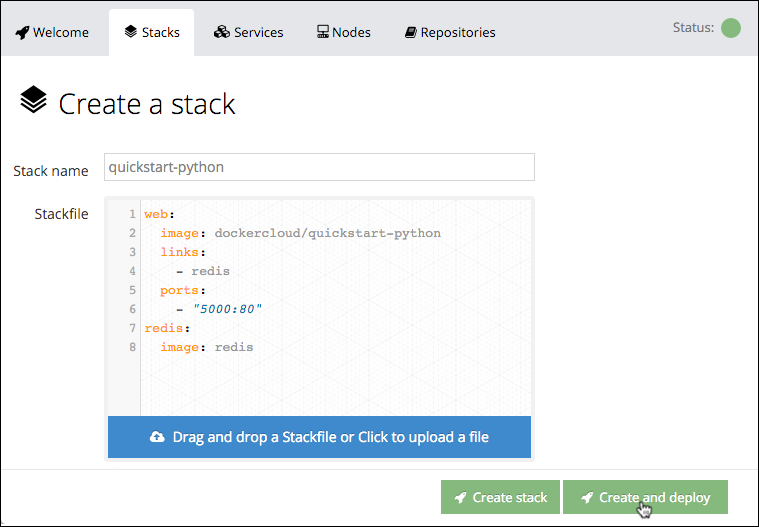 Welcome Stacks Services Nodes Repositories Status:
Create a stack
Stack name quickstart-python
Stackfile
1 web:
2   image: dockercloud/quickstart-python
3   links:
4     - redis
5   ports:
6     - "5000:80"
7 redis:
8   image: redis
Drag and drop a Stackfile or Click to upload a file
Create stack Create and deploy